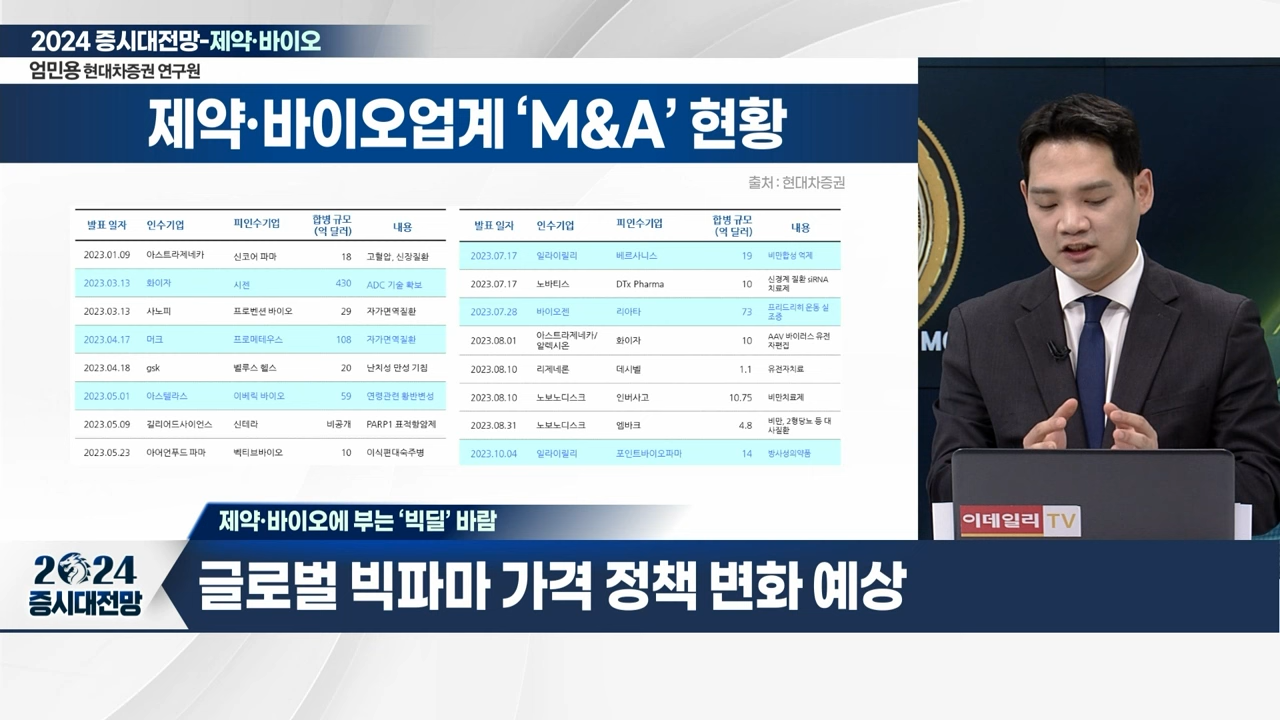 2024 증시대전망-제약·바이오
엄민용 현대차증권 연구원
제약·바이오업계 ‘M&A’ 현황
출처 : 현대차증권
발표 일자 인수기업 피인수기업 합병 규모 (억 달러) 내용
2023.01.09 아스트라제네카 신코어 파마 18 고혈압, 신장질환
2023.03.13 화이자 시젠 430 ADC 기술 확보
2023.03.13 사노피 프로벤션 바이오 29 자가면역질환
2023.04.17 머크 프로메테우스 108 자가면역질환
2023.04.18 gsk 벨루스 헬스 20 난치성 만성 기침
2023.05.01 아스텔라스 이베릭 바이오 59 연령관련 황반변성
2023.05.09 길리어드사이언스 신테라 비공개 PARP1 표적항암제
2023.05.23 아이언우드 파마 벡티브바이오 10 이식편대숙주병
발표 일자 인수기업 피인수기업 합병 규모 (억 달러) 내용
2023.07.17 일라이릴리 베르사니스 19 비만합성 억제
2023.07.17 노바티스 DTx Pharma 10 신경계 질환 siRNA 치료제
2023.07.28 바이오젠 리아타 73 프리드리히 운동 실조증
2023.08.01 아스트라제네카/알렉시온 화이자 10 AAV 바이러스 유전자편집
2023.08.10 리제네론 데시벨 1.1 유전자치료
2023.08.10 노보노디스크 인버사고 10.75 비만치료제
2023.08.31 노보노디스크 엠바크 4.8 비만, 2형당뇨 등 대사질환
2023.10.04 일라이릴리 포인트바이오파마 14 방사성의약품
이데일리 TV
제약·바이오에 부는 ‘빅딜’ 바람
2024
증시대전망
글로벌 빅파마 가격 정책 변화 예상